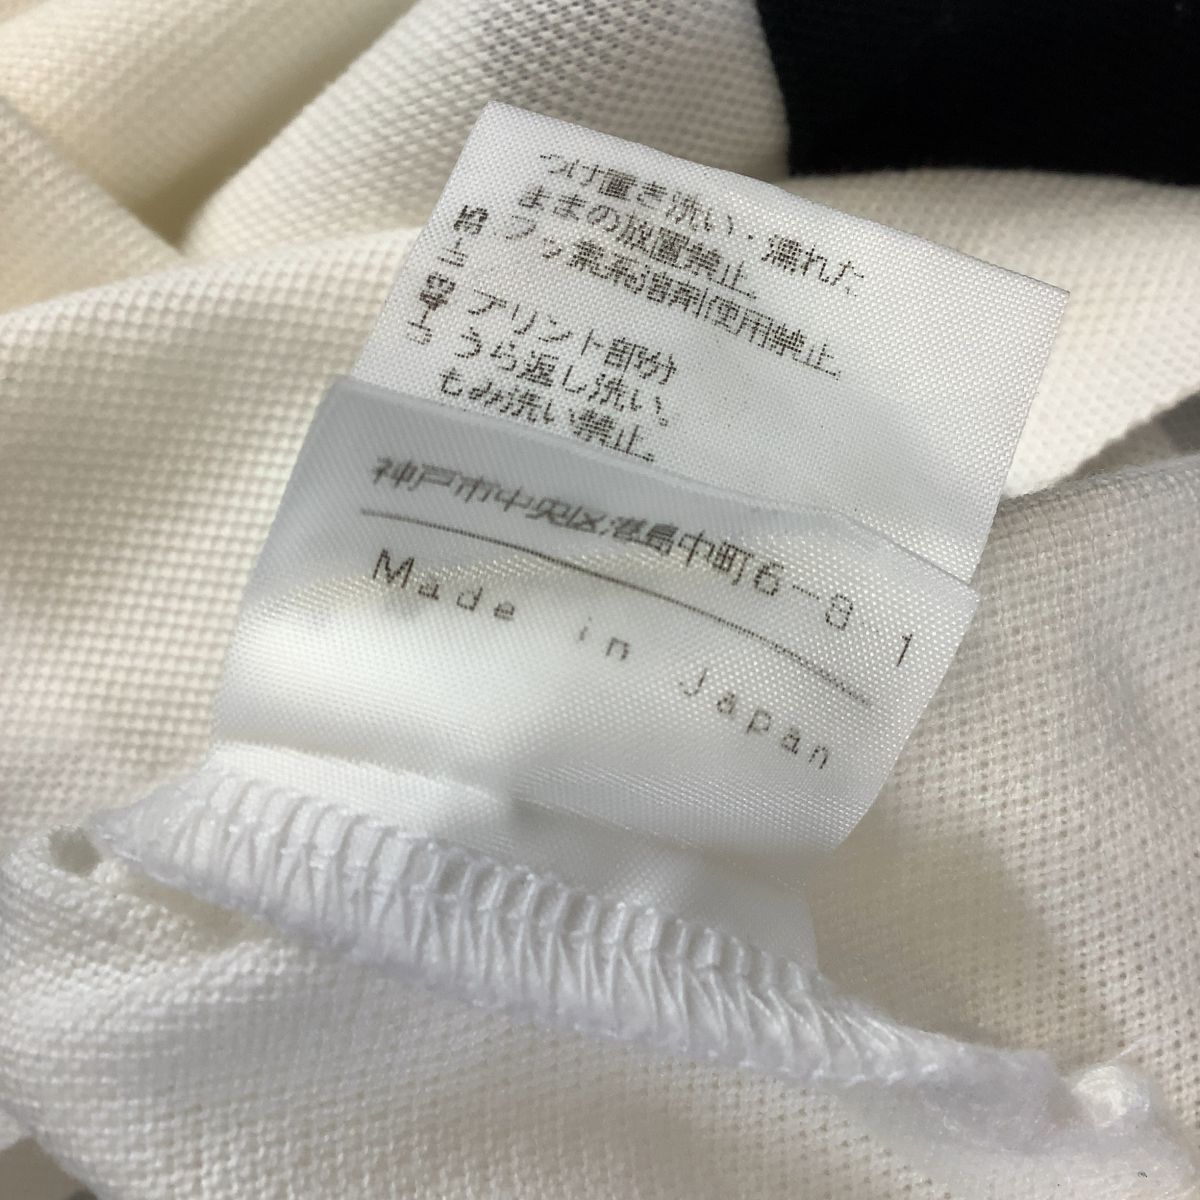 つけ置き洗い・濡れた
ままの放置禁止.
フッ素系溶剤使用禁止.
プリント部分
うら返し洗い。
もみ洗い禁止。
神戸市中央区港島中町6-8 1
Made in Japan